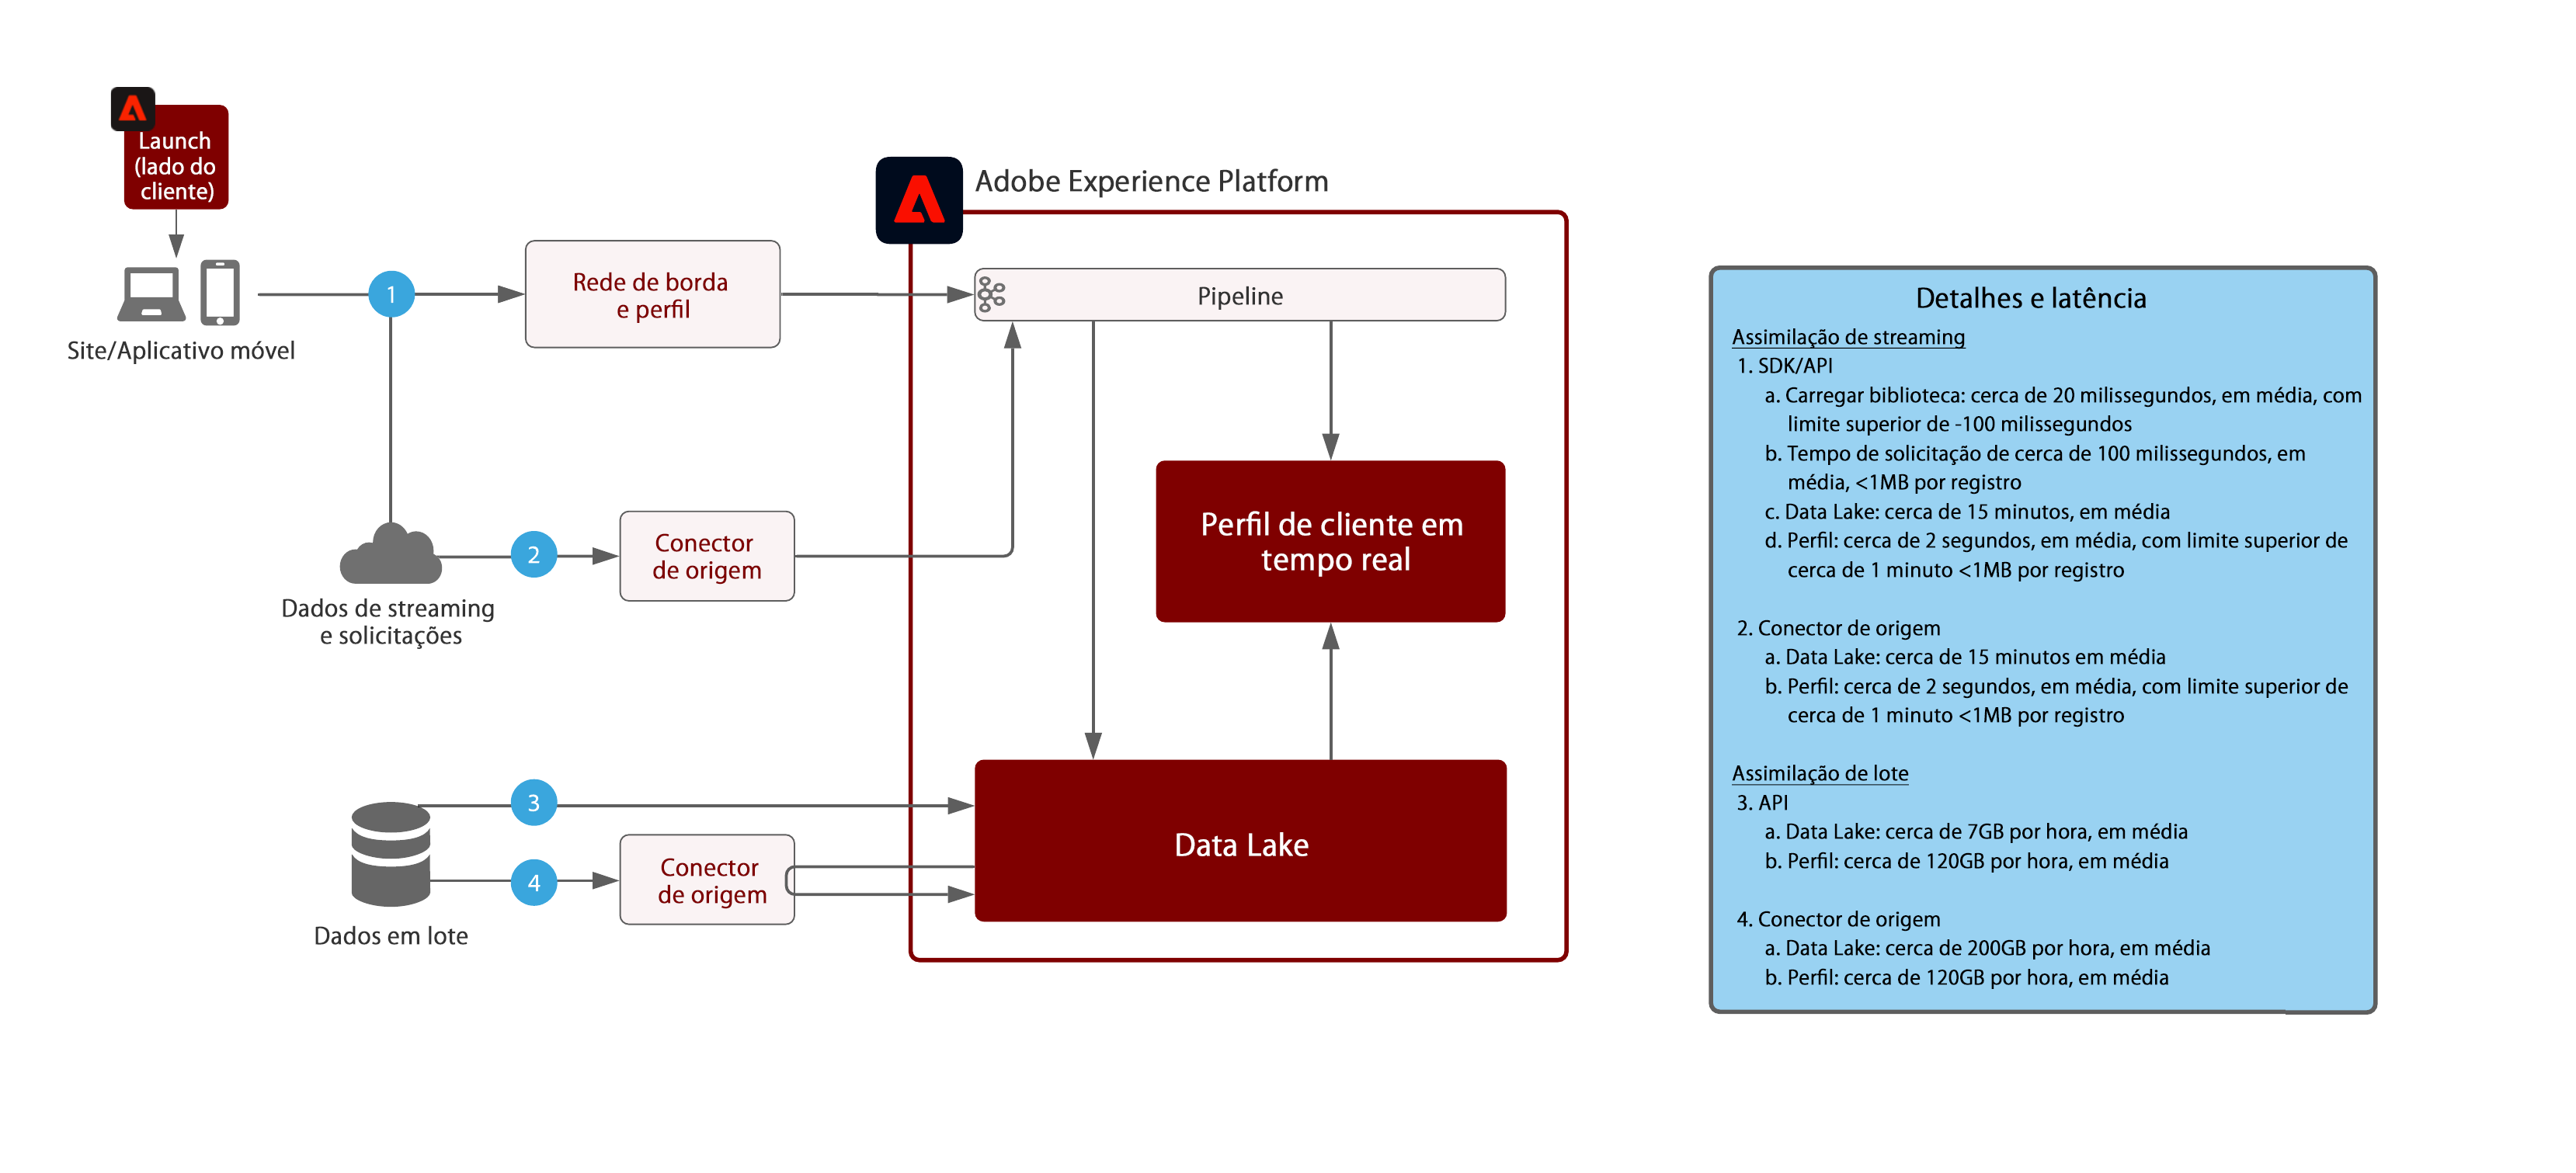 Launch
(lado do
cliente)
Site/Aplicativo móvel
1
Rede de borda
e perfil
Adobe Experience Platform
Pipeline
Dados de streaming
e solicitações
2
Conector
de origem
Perfil de cliente em
tempo real
3
4
Dados em lote
Conector
de origem
Data Lake
Detalhes e latência
Assimilação de streaming
1. SDK/API
a. Carregar biblioteca: cerca de 20 milissegundos, em média, com
limite superior de -100 milissegundos
b. Tempo de solicitação de cerca de 100 milissegundos, em
média, <1MB por registro
c. Data Lake: cerca de 15 minutos, em média
d. Perfil: cerca de 2 segundos, em média, com limite superior de
cerca de 1 minuto <1MB por registro
2. Conector de origem
a. Data Lake: cerca de 15 minutos em média
b. Perfil: cerca de 2 segundos, em média, com limite superior de
cerca de 1 minuto <1MB por registro
Assimilação de lote
3. API
a. Data Lake: cerca de 7GB por hora, em média
b. Perfil: cerca de 120GB por hora, em média
4. Conector de origem
a. Data Lake: cerca de 200GB por hora, em média
b. Perfil: cerca de 120GB por hora, em média